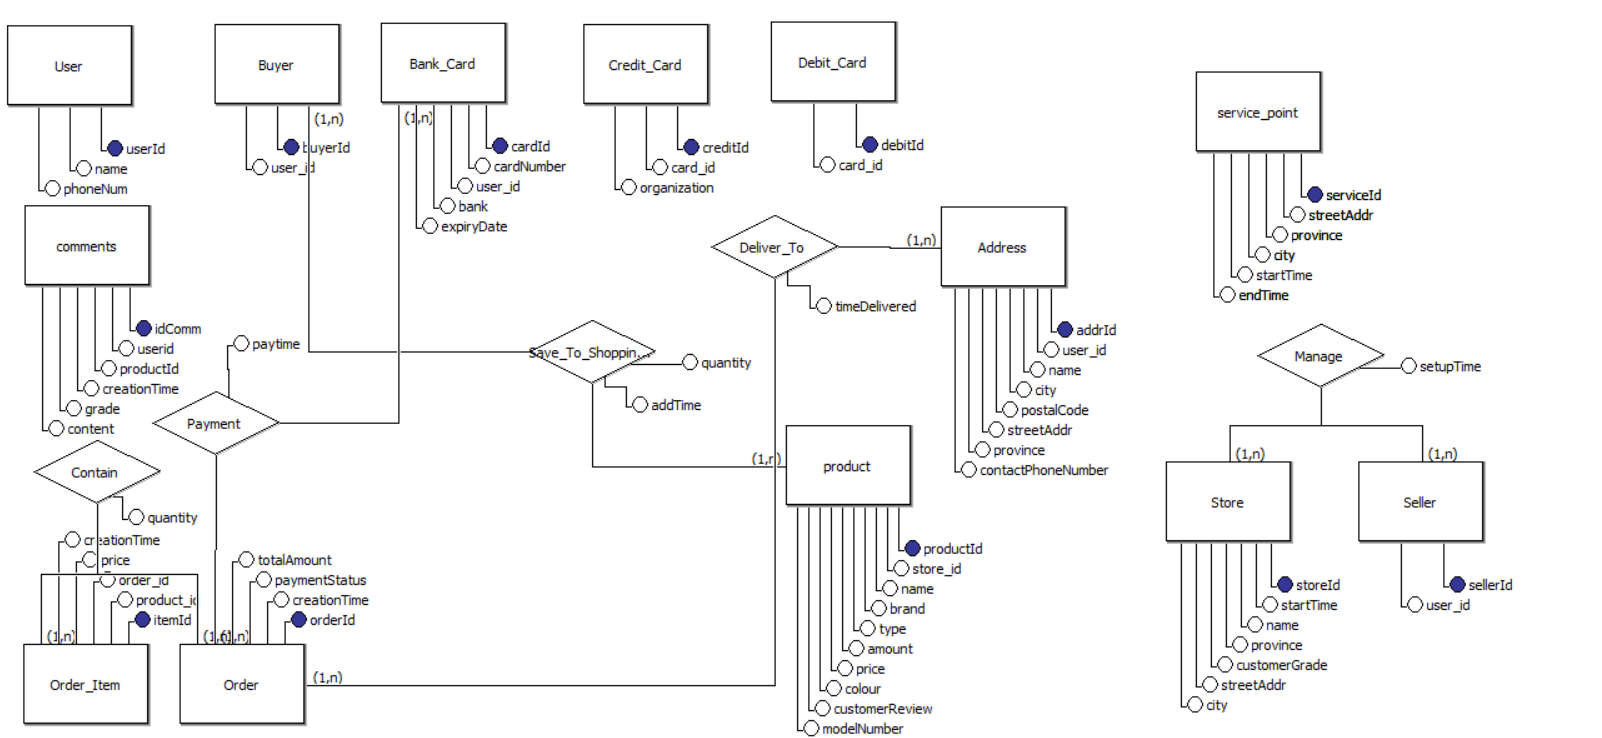 User
userId
name
phoneNum
Buyer
(1,n)
buyerId
user_id
Bank_Card
(1,n)
cardId
cardNumber
user_id
bank
expiryDate
Credit_Card
creditId
card_id
organization
Debit_Card
debitId
card_id
service_point
serviceId
streetAddr
province
city
startTime
endTime
comments
idComm
userid
productId
creationTime
grade
content
Deliver_To
timeDelivered
(1,n)
Address
addrId
user_id
name
city
postalCode
streetAddr
province
contactPhoneNumber
paytime
Payment
Save_To_Shoppin...
quantity
addTime
Manage
setupTime
Contain
quantity
(1,n)
product
productId
store_id
name
brand
type
amount
price
colour
customerReview
modelNumber
(1,n)
Store
storeId
startTime
name
province
customerGrade
streetAddr
city
(1,n)
Seller
sellerId
user_id
creationTime
price
order_id
product_id
itemId
(1,n)
Order_Item
totalAmount
paymentStatus
creationTime
orderId
(1,n)
(1,n)
Order
(1,n)